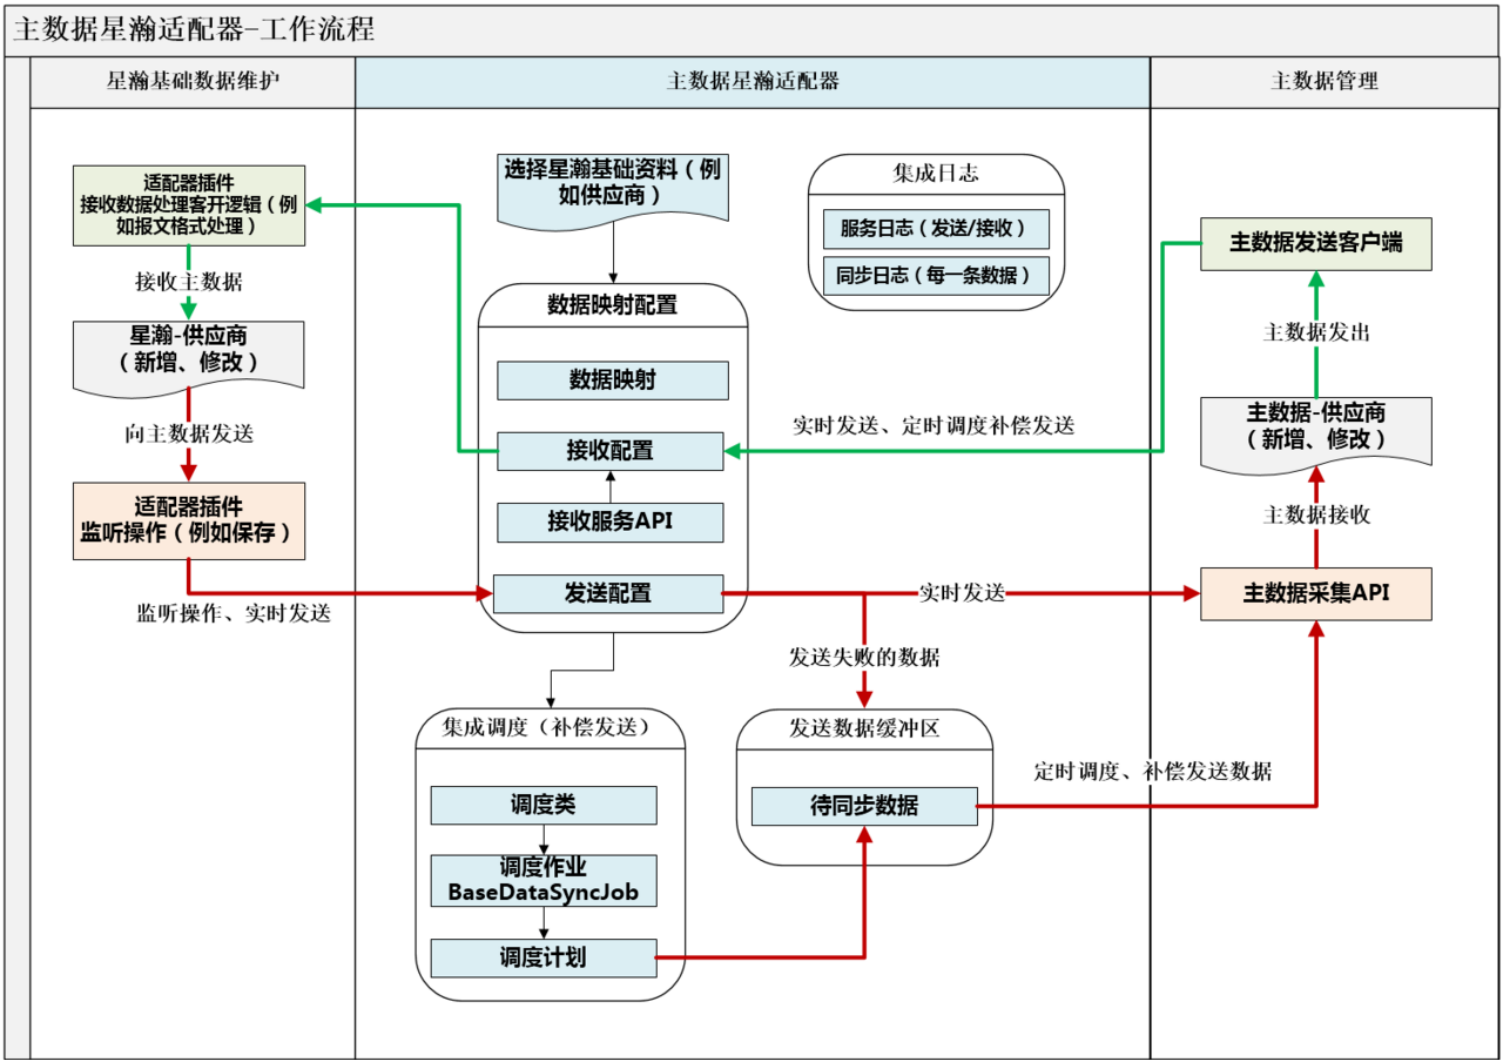 主数据星瀚适配器-工作流程
星瀚基础数据维护
主数据星瀚适配器
主数据管理
适配器插件
接收数据处理客开逻辑（例
如报文格式处理）
接收主数据
星瀚-供应商
（新增、修改）
向主数据发送
适配器插件
监听操作（例如保存）
监听操作、实时发送
选择星瀚基础资料（例
如供应商）
数据映射配置
数据映射
接收配置
接收服务API
发送配置
集成日志
服务日志（发送/接收）
同步日志（每一条数据）
实时发送、定时调度补偿发送
实时发送
发送失败的数据
集成调度（补偿发送）
调度类
调度作业
BaseDataSyncJob
调度计划
发送数据缓冲区
待同步数据
定时调度、补偿发送数据
主数据发送客户端
主数据发出
主数据-供应商
（新增、修改）
主数据接收
主数据采集API